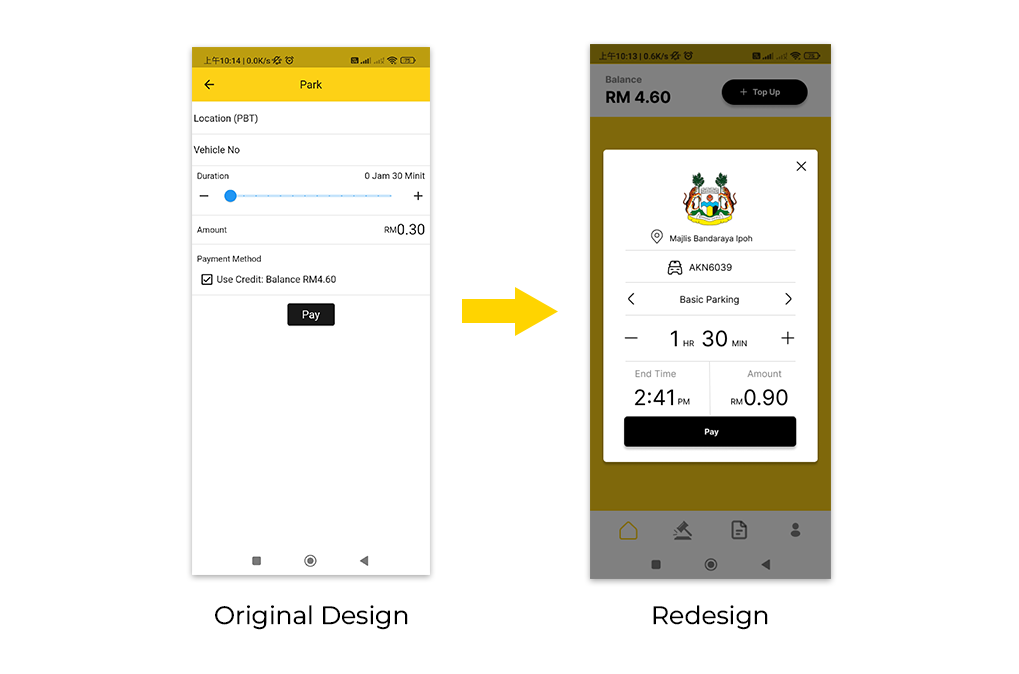 上午10:14 | 0.0K/s
Park
Location (PBT)
Vehicle No
Duration 0 Jam 30 Minit
Amount RM0.30
Payment Method
Use Credit: Balance RM4.60
Pay
Original Design
上午10:13 | 0.6K/s
Balance
RM 4.60
+ Top Up
Majlis Bandaraya Ipoh
AKN6039
Basic Parking
1 HR 30 MIN
End Time Amount
2:41 PM RM0.90
Pay
Redesign